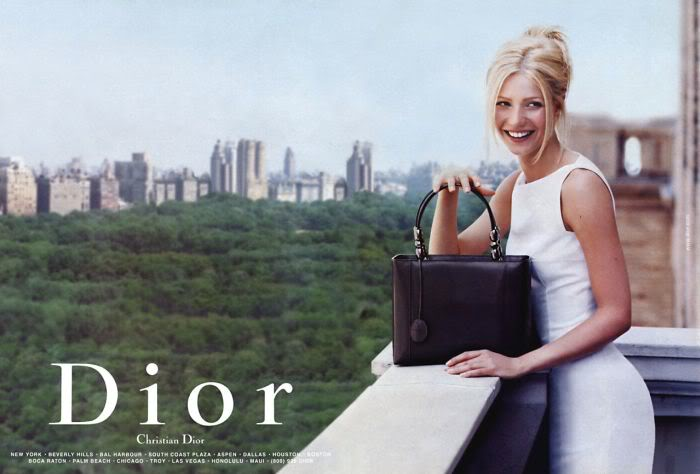 Dior
Christian Dior
NEW YORK • BEVERLY HILLS • BAL HARBOUR • SOUTH COAST PLAZA • ASPEN • DALLAS • HOUSTON • BOSTON
BOCA RATON • PALM BEACH • CHICAGO • TROY • LAS VEGAS • HONOLULU • MAUI • (800)